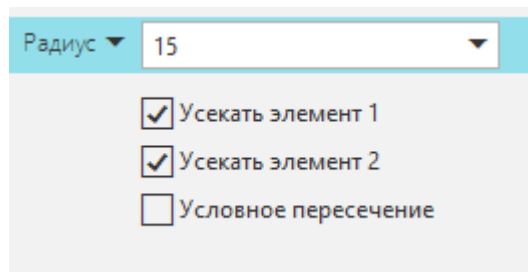 Радиус 15
Усекать элемент 1
Усекать элемент 2
Условное пересечение